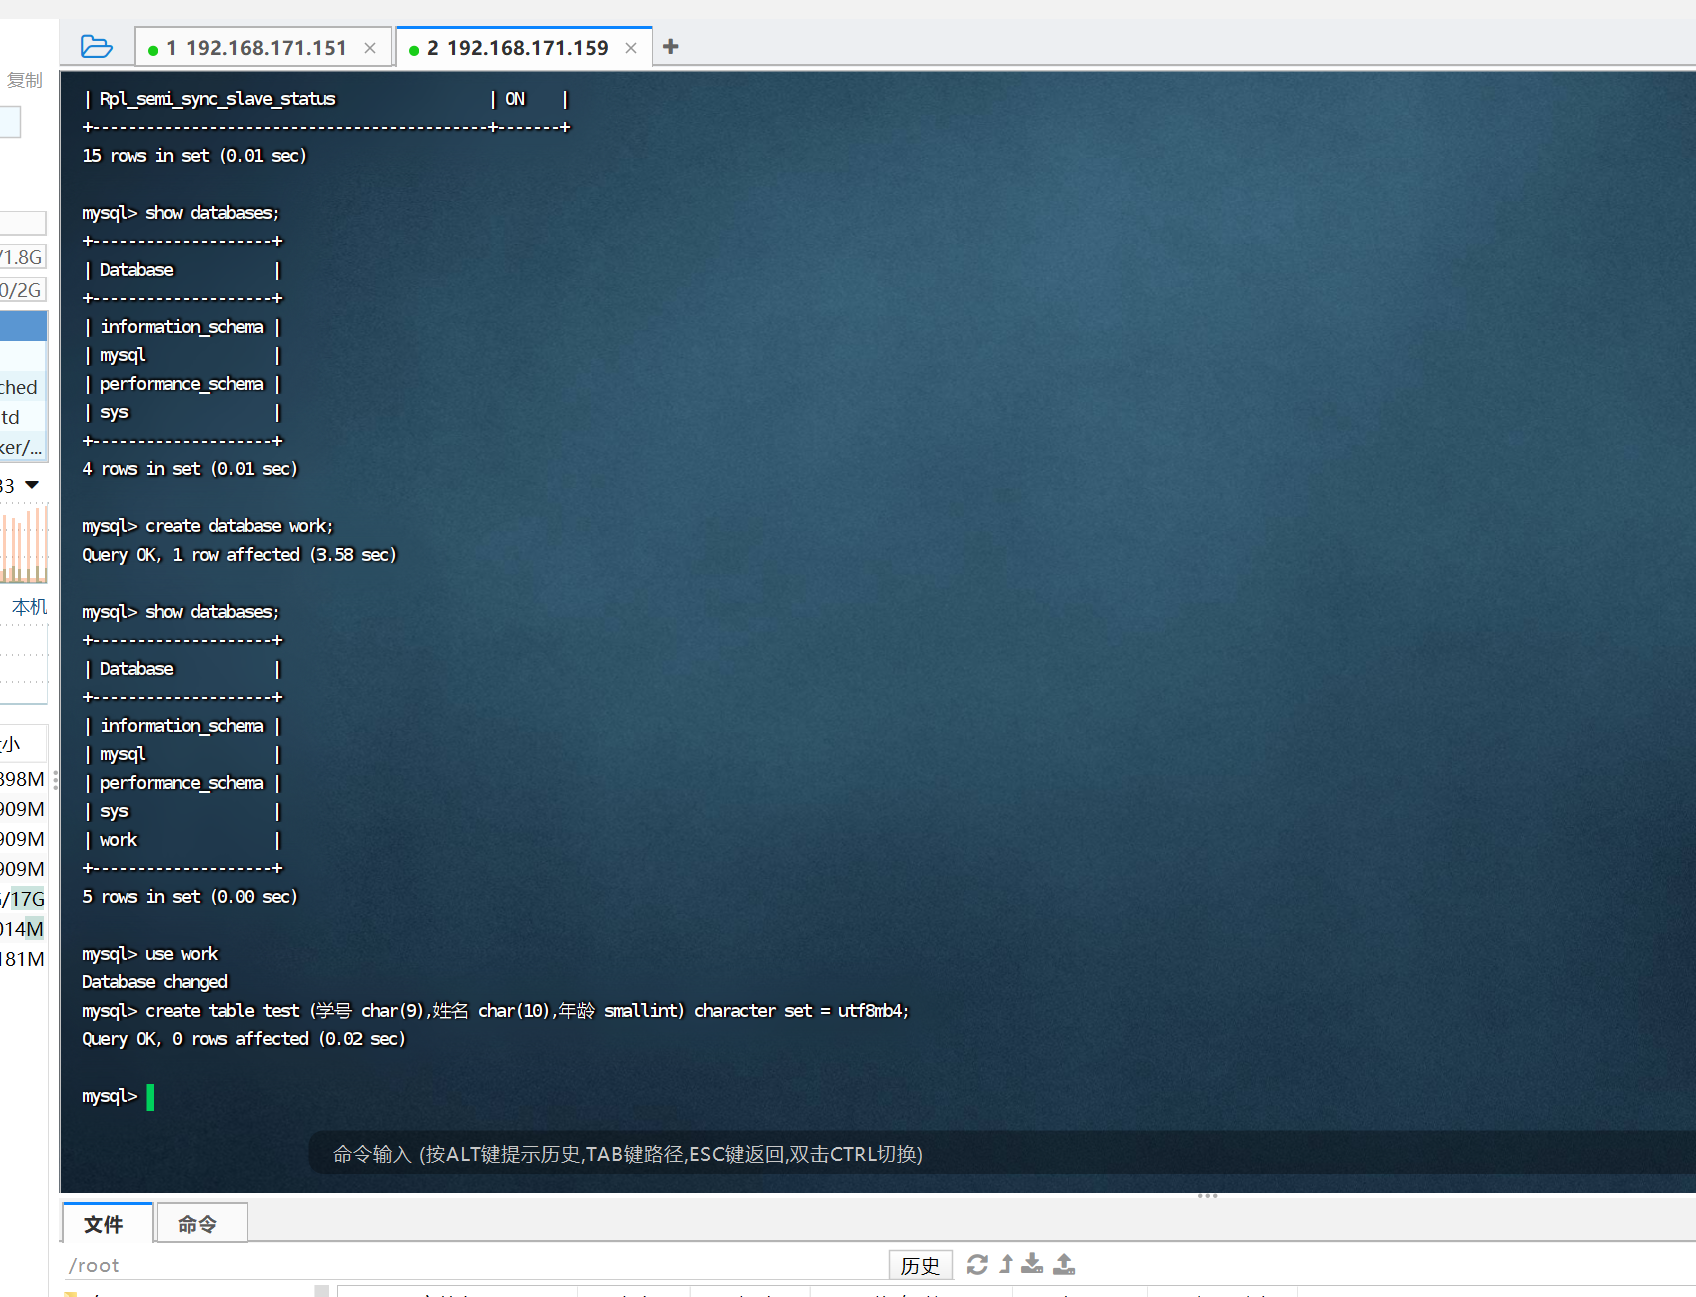 1 192.168.171.151 ×
2 192.168.171.159 ×
复制
| Rpl_semi_sync_slave_status | ON |
+--------------------------------------------+-------+
15 rows in set (0.01 sec)
mysql> show databases;
+--------------------+
| Database |
+--------------------+
| information_schema |
| mysql |
| performance_schema |
| sys |
+--------------------+
4 rows in set (0.01 sec)
mysql> create database work;
Query OK, 1 row affected (3.58 sec)
mysql> show databases;
+--------------------+
| Database |
+--------------------+
| information_schema |
| mysql |
| performance_schema |
| sys |
| work |
+--------------------+
5 rows in set (0.00 sec)
mysql> use work
Database changed
mysql> create table test (学号 char(9),姓名 char(10),年龄 smallint) character set = utf8mb4;
Query OK, 0 rows affected (0.02 sec)
mysql>
命令输入 (按ALT键提示历史,TAB键路径,ESC键返回,双击CTRL切换)
/1.8G
0/2G
ched
td
ker/...
33
本机
小
898M
909M
909M
909M
/17G
014M
181M
文件 命令
/root 历史